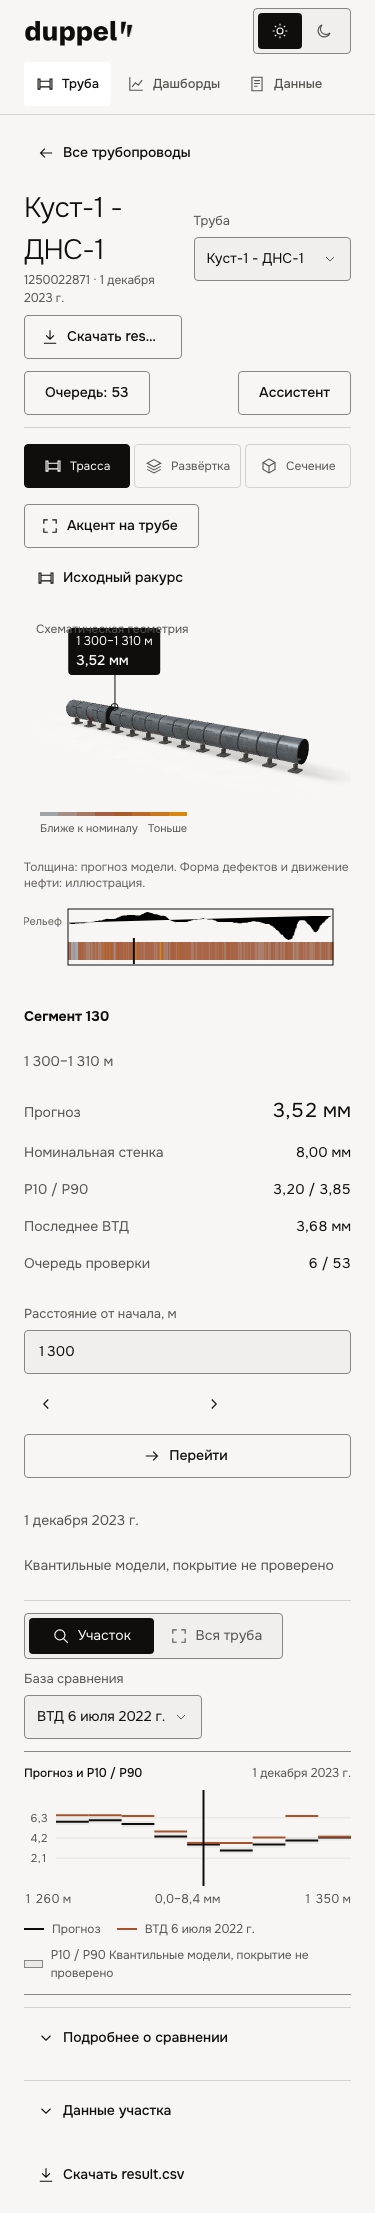 duppel
Труба
Дашборды
Данные
Все трубопроводы
Куст-1 -
ДНС-1
1250022871 · 1 декабря
2023 г.
Труба
Куст-1 - ДНС-1
Скачать res...
Очередь: 53
Ассистент
Трасса
Развёртка
Сечение
Акцент на трубе
Исходный ракурс
Схематическая геометрия
1 300–1 310 м
3,52 мм
Ближе к номиналу
Тоньше
Толщина: прогноз модели. Форма дефектов и движение
нефти: иллюстрация.
Рельеф
Сегмент 130
1 300–1 310 м
Прогноз
3,52 мм
Номинальная стенка
8,00 мм
P10 / P90
3,20 / 3,85
Последнее ВТД
3,68 мм
Очередь проверки
6 / 53
Расстояние от начала, м
1 300
Перейти
1 декабря 2023 г.
Квантильные модели, покрытие не проверено
Участок
Вся труба
База сравнения
ВТД 6 июля 2022 г.
Прогноз и P10 / P90
1 декабря 2023 г.
6,3
4,2
2,1
1 260 м
0,0–8,4 мм
1 350 м
Прогноз
ВТД 6 июля 2022 г.
P10 / P90 Квантильные модели, покрытие не
проверено
Подробнее о сравнении
Данные участка
Скачать result.csv